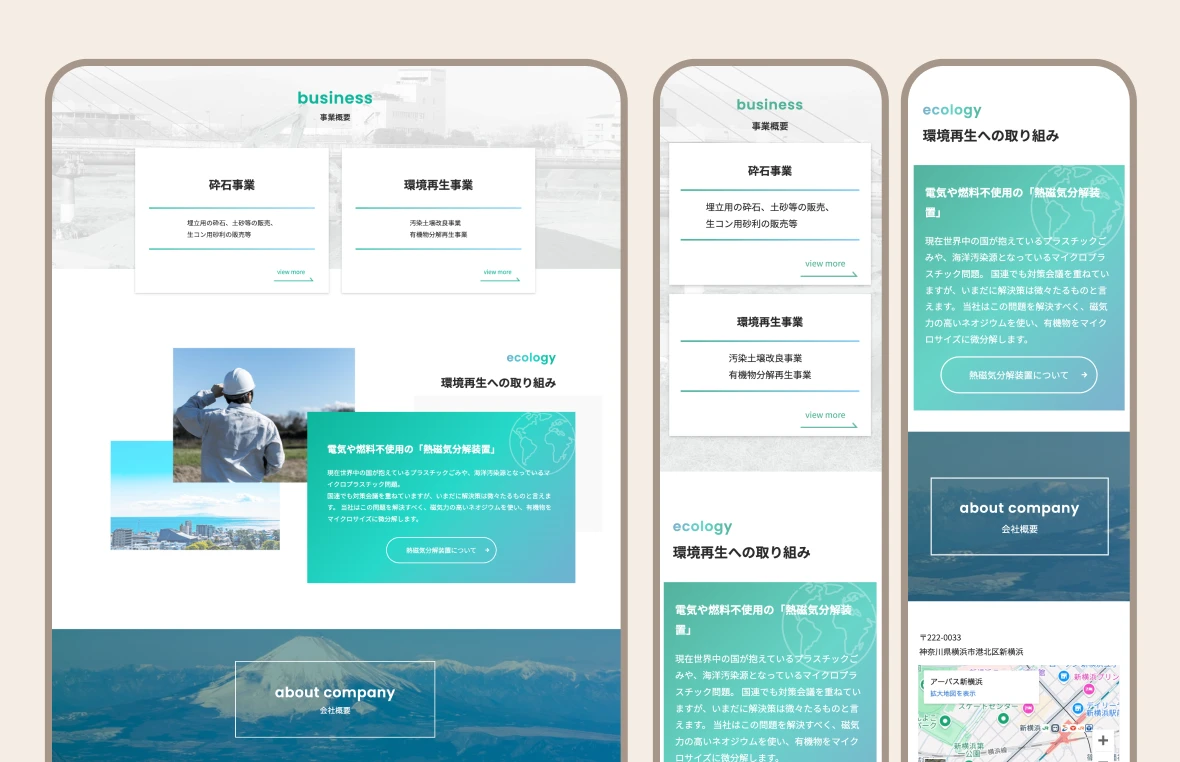 business
事業概要
砕石事業
埋立用の砕石、土砂等の販売、
生コン用砂利の販売等
view more
環境再生事業
汚染土壌改良事業
有機物分解再生事業
view more
ecology
環境再生への取り組み
電気や燃料不使用の「熱磁気分解装置」
現在世界中の国が抱えているプラスチックごみや、海洋汚染源となっているマ
イクロプラスチック問題。
国連でも対策会議を重ねていますが、いまだに解決策は微々たるものと言えま
す。 当社はこの問題を解決すべく、磁気力の高いネオジウムを使い、有機物を
マイクロサイズに微分解します。
熱磁気分解装置について
about company
会社概要
business
事業概要
砕石事業
埋立用の砕石、土砂等の販売、
生コン用砂利の販売等
view more
環境再生事業
汚染土壌改良事業
有機物分解再生事業
view more
ecology
環境再生への取り組み
電気や燃料不使用の「熱磁気分解装
置」
現在世界中の国が抱えているプラスチックご
みや、海洋汚染源となっているマイクロプラ
スチック問題。 国連でも対策会議を重ねてい
ますが、いまだに解決策は微々たるものと言
えます。 当社はこの問題を解決すべく、磁気
力の高いネオジウムを使い、有機物をマイク
ロサイズに微分解します。
ecology
環境再生への取り組み
電気や燃料不使用の「熱磁気分解装
置」
現在世界中の国が抱えているプラスチックご
みや、海洋汚染源となっているマイクロプラ
スチック問題。 国連でも対策会議を重ねてい
ますが、いまだに解決策は微々たるものと言
えます。 当社はこの問題を解決すべく、磁気
力の高いネオジウムを使い、有機物をマイク
ロサイズに微分解します。
熱磁気分解装置について
about company
会社概要
〒222-0033
神奈川県横浜市港北区新横浜
アーバス新横浜
拡大地図を表示
新横浜プリン
スケートセンター
新横浜
新横浜第
一公園
横浜線